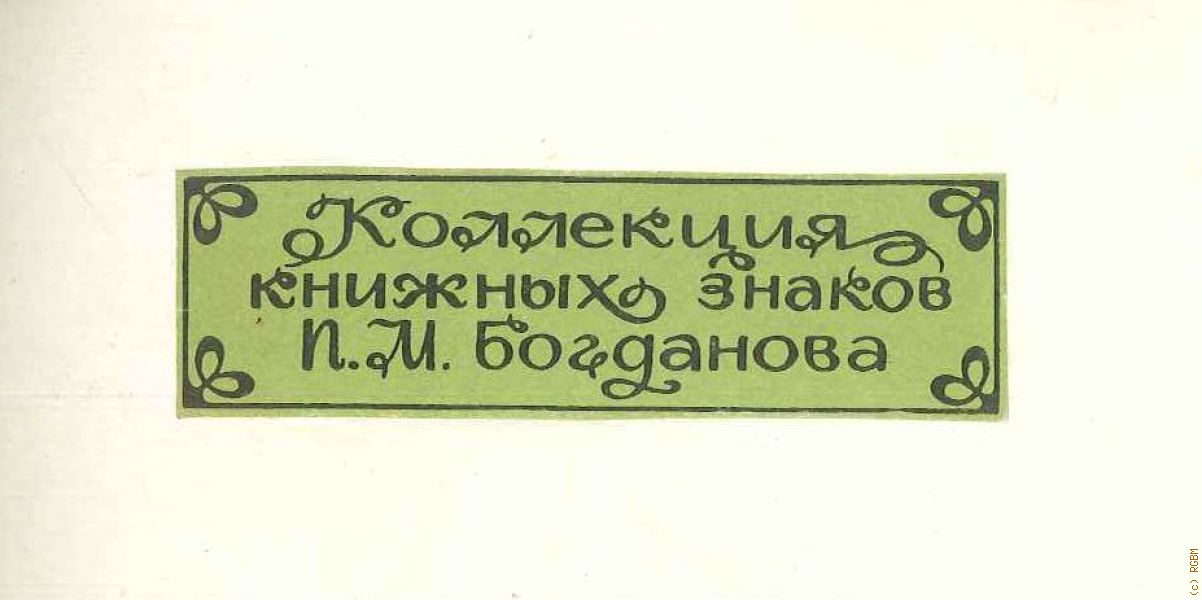 Коллекция
книжных знаков
П.М. Богданова
(c) RGBM